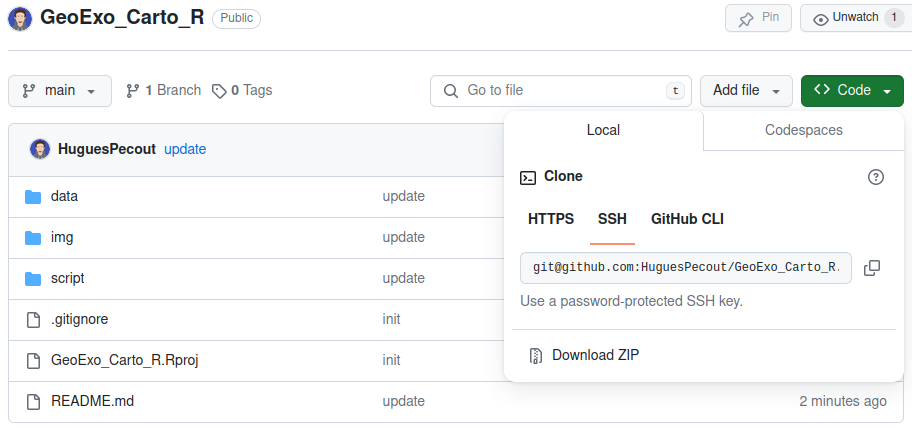 GeoExo_Carto_R Public Pin Unwatch 1
main 1 Branch 0 Tags Go to file t Add file Code
Local Codespaces
HuguesPecout update
Clone
data update
HTTPS SSH GitHub CLI
img update
git@github.com:HuguesPecout/GeoExo_Carto_R.
script update
Use a password-protected SSH key.
.gitignore init
GeoExo_Carto_R.Rproj init
Download ZIP
README.md update 2 minutes ago